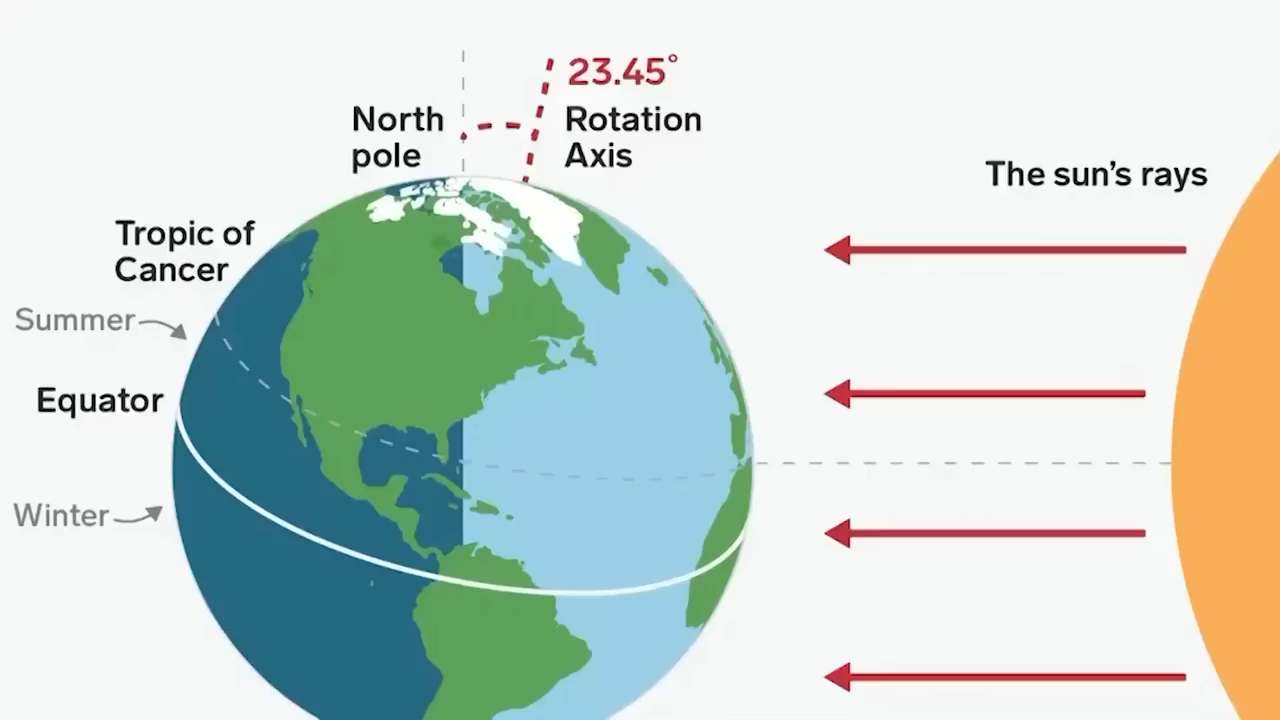 23.45°
North
pole
Rotation
Axis
The sun's rays
Tropic of
Cancer
Summer
Equator
Winter